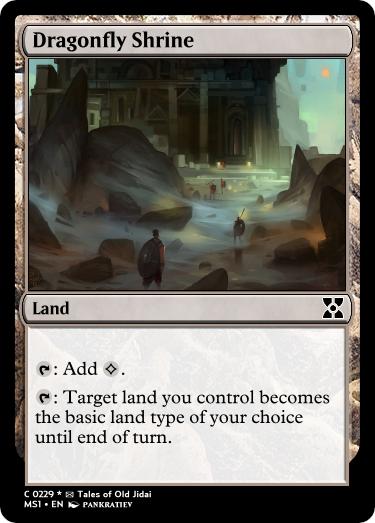 Dragonfly Shrine
Land
: Add .
: Target land you control becomes
the basic land type of your choice
until end of turn.
C 0229 * Tales of Old Jidai
MS1 • EN PANKRATIEV